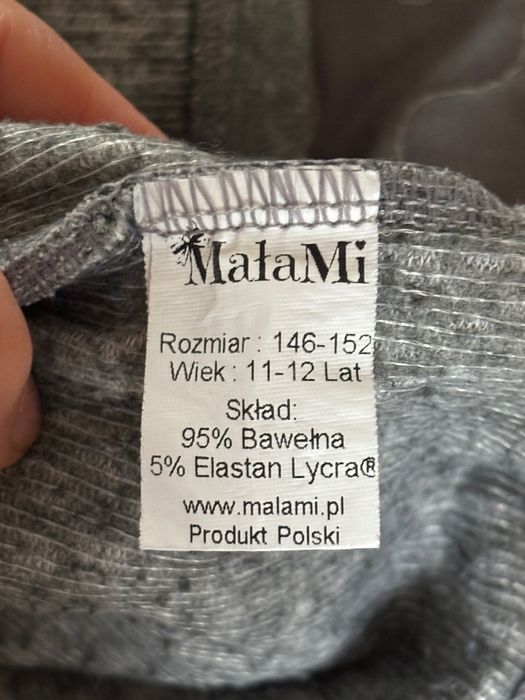 MałaMi
Rozmiar : 146-152
Wiek : 11-12 Lat
Skład:
95% Bawełna
5% Elastan Lycra®
www.malami.pl
Produkt Polski